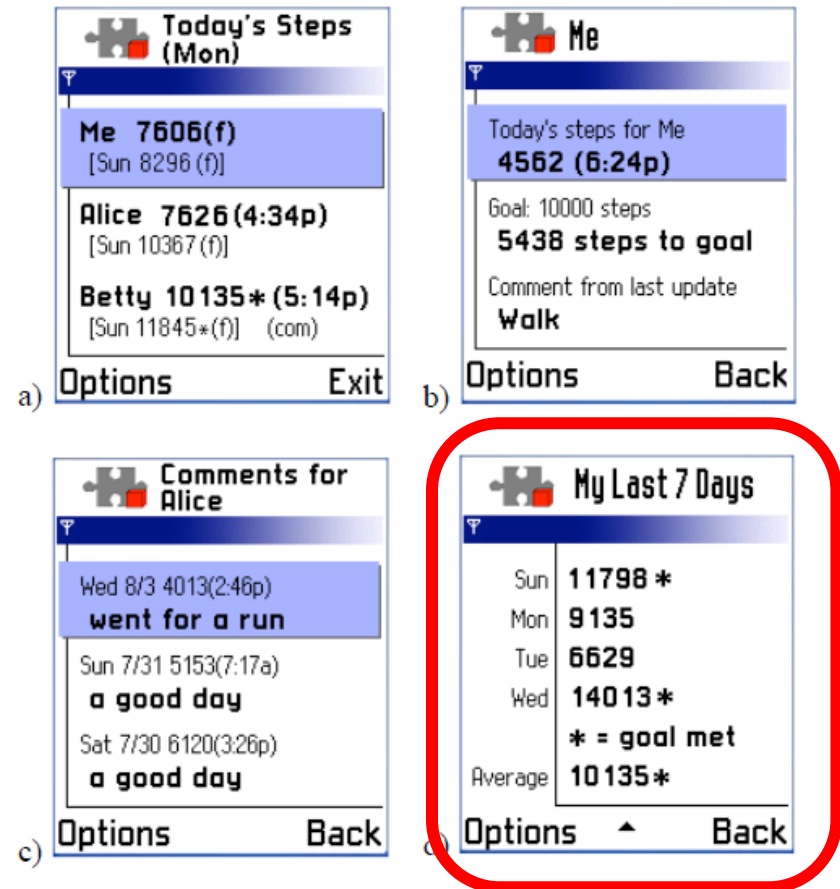 Today's Steps
(Mon)
Me 7606(f)
[Sun 8296 (f)]
Alice 7626(4:34p)
[Sun 10367(f)]
Betty 10135* (5:14p)
[Sun 11845*(f)] (com)
Options Exit
a)
Me
Today's steps for Me
4562 (6:24p)
Goal: 10000 steps
5438 steps to goal
Comment from last update
Walk
Options Back
b)
Comments for
Alice
Wed 8/3 4013(2:46p)
went for a run
Sun 7/31 5153(7:17a)
a good day
Sat 7/30 6120(3:26p)
a good day
Options Back
c)
My Last 7 Days
Sun 11798 *
Mon 9135
Tue 6629
Wed 14013 *
* = goal met
Average 10135*
Options Back